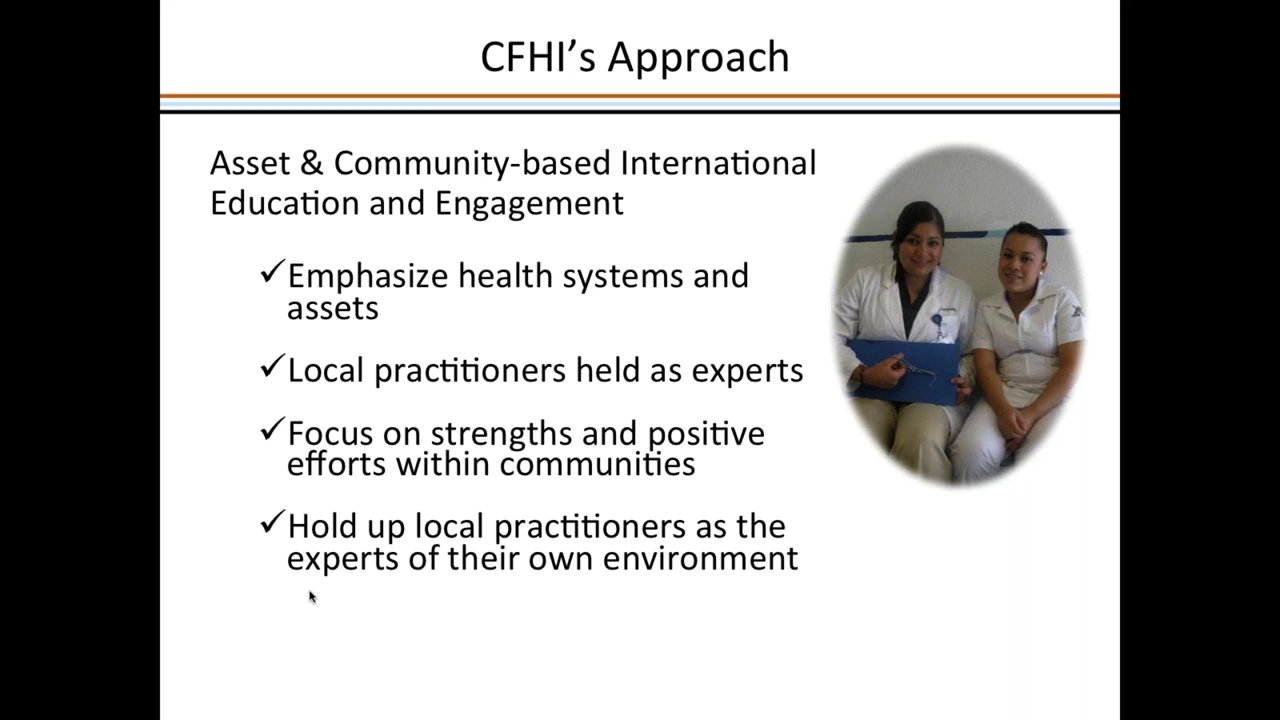 CFHI’s Approach
Asset & Community-based International
Education and Engagement
✓Emphasize health systems and
assets
✓Local practitioners held as experts
✓Focus on strengths and positive
efforts within communities
✓Hold up local practitioners as the
experts of their own environment